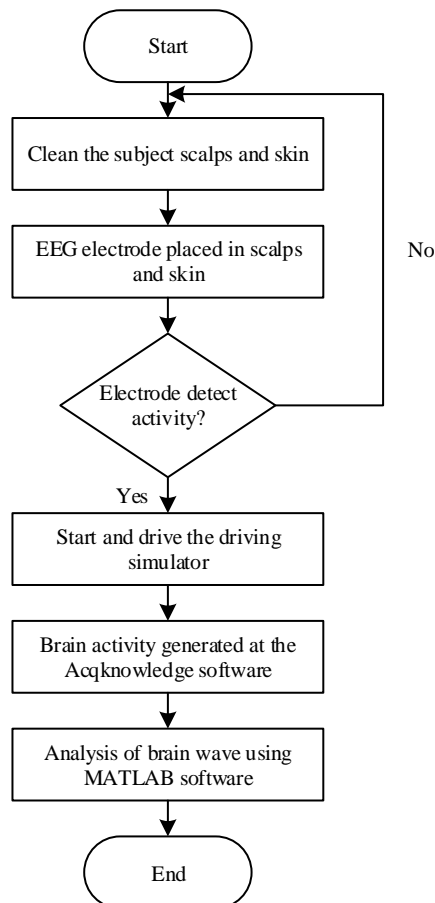 Start
Clean the subject scalps and skin
EEG electrode placed in scalps
and skin
No
Electrode detect
activity?
Yes
Start and drive the driving
simulator
Brain activity generated at the
Acqknowledge software
Analysis of brain wave using
MATLAB software
End